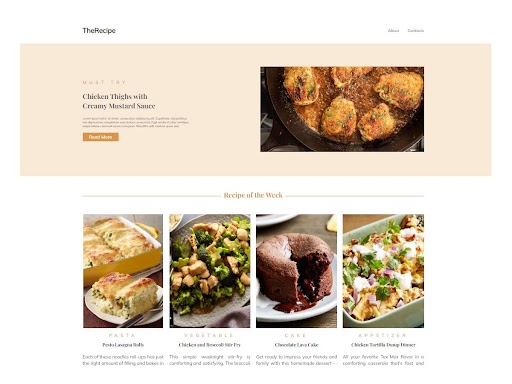 TheRecipe
About Contacts
MUST TRY
Chicken Thighs with
Creamy Mustard Sauce
Read More
Recipe of the Week
PASTA
VEGETABLE
CAKE
APPETIZER
Pesto Lasagna Rolls
Chicken and Broccoli Stir Fry
Chocolate Lava Cake
Chicken Tortilla Dump Dinner
Each of these noodles roll-ups has just
the right amount of filling and bakes in
This simple weeknight stir-fry is
comforting and satisfying. The broccoli
Get ready to impress your friends and
family with this homemade dessert —
All your favorite Tex Mex flavor in a
comforting casserole that's fast and